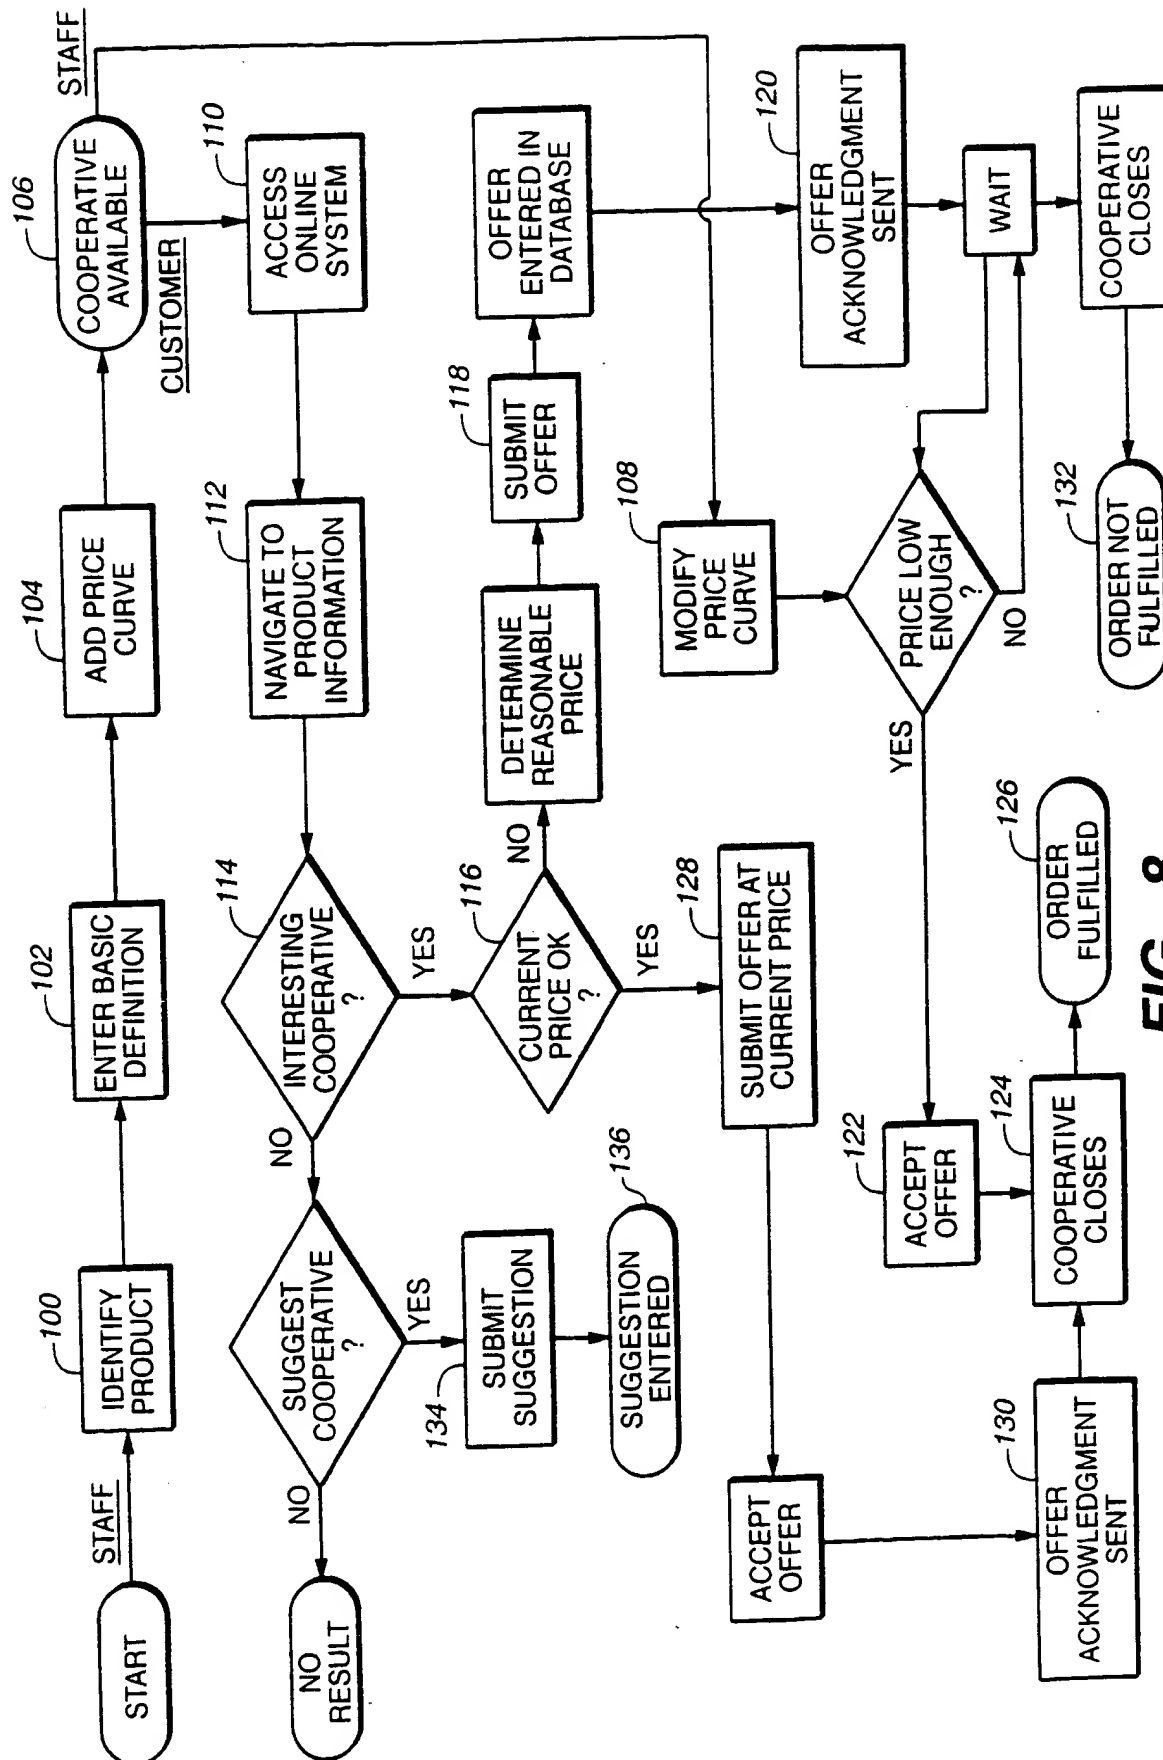 START
STAFF
100
IDENTIFY
PRODUCT
102
ENTER BASIC
DEFINITION
104
ADD PRICE
CURVE
106
COOPERATIVE
AVAILABLE
STAFF
CUSTOMER
110
ACCESS
ONLINE
SYSTEM
112
NAVIGATE TO
PRODUCT
INFORMATION
114
INTERESTING
COOPERATIVE
?
NO
YES
SUGGEST
COOPERATIVE
?
NO
YES
NO
RESULT
134
SUBMIT
SUGGESTION
136
SUGGESTION
ENTERED
116
CURRENT
PRICE OK
?
NO
YES
DETERMINE
REASONABLE
PRICE
118
SUBMIT
OFFER
OFFER
ENTERED IN
DATABASE
128
SUBMIT OFFER AT
CURRENT PRICE
108
MODIFY
PRICE
CURVE
120
OFFER
ACKNOWLEDGMENT
SENT
ACCEPT
OFFER
PRICE LOW
ENOUGH
?
YES
NO
WAIT
122
ACCEPT
OFFER
130
OFFER
ACKNOWLEDGMENT
SENT
124
COOPERATIVE
CLOSES
126
ORDER
FULFILLED
132
ORDER NOT
FULFILLED
COOPERATIVE
CLOSES
FIG. 8